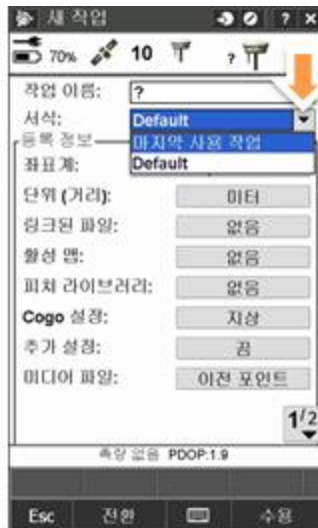 새 작업 ? X
70% 10 ?
작업 이름: ?
서식: Default
마지막 사용 작업
Default
등록 정보
좌표계:
단위 (거리): 미터
링크된 파일: 없음
활성 맵: 없음
피처 라이브러리: 없음
Cogo 설정: 지상
추가 설정: 끔
미디어 파일: 이전 포인트
1/2
측량 없음 PDOP:1.9
Esc 전환 수용